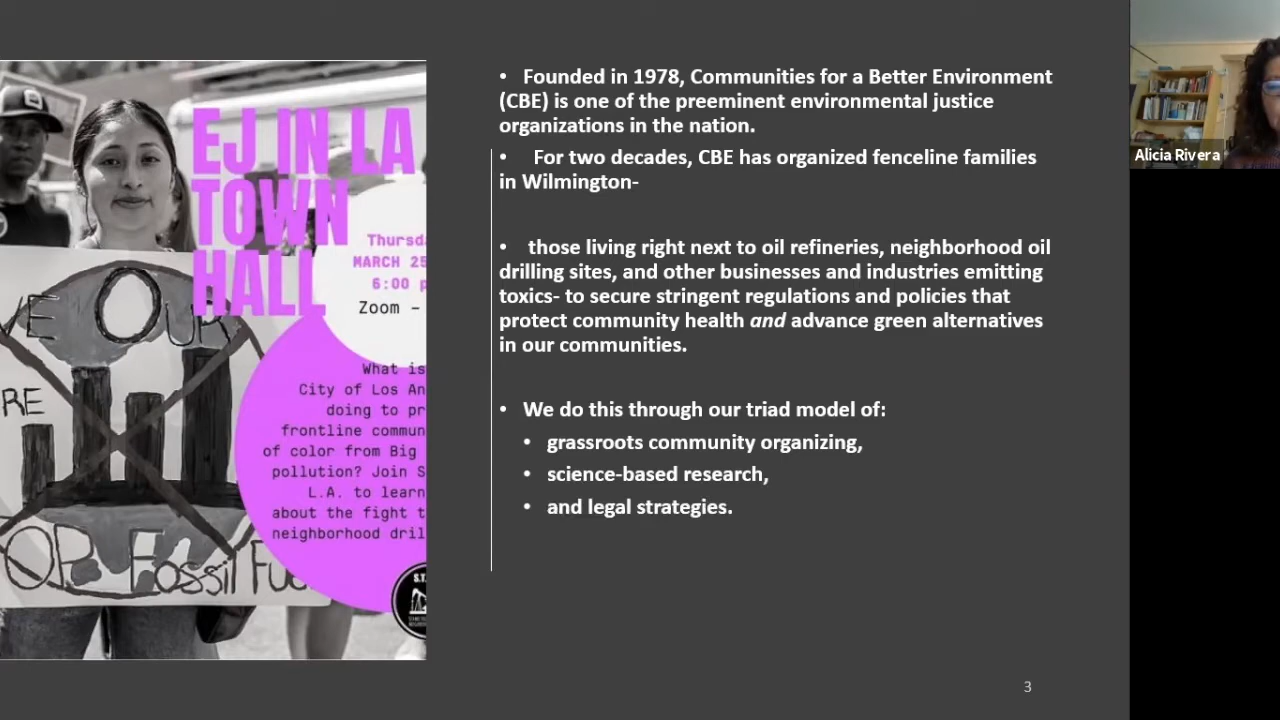 EJ IN LA
TOWN
HALL
MARCH 25
6:00 p
Zoom –
What is
City of Los An
doing to pr
frontline commun
of color from Big
pollution? Join S
L.A. to learn
about the fight t
neighborhood dril
VE OUR
RE
OP FOSSIL FUE
S.T.
• Founded in 1978, Communities for a Better Environment
(CBE) is one of the preeminent environmental justice
organizations in the nation.
• For two decades, CBE has organized fenceline families
in Wilmington-
• those living right next to oil refineries, neighborhood oil
drilling sites, and other businesses and industries emitting
toxics- to secure stringent regulations and policies that
protect community health and advance green alternatives
in our communities.
• We do this through our triad model of:
• grassroots community organizing,
• science-based research,
• and legal strategies.
3
Alicia Rivera